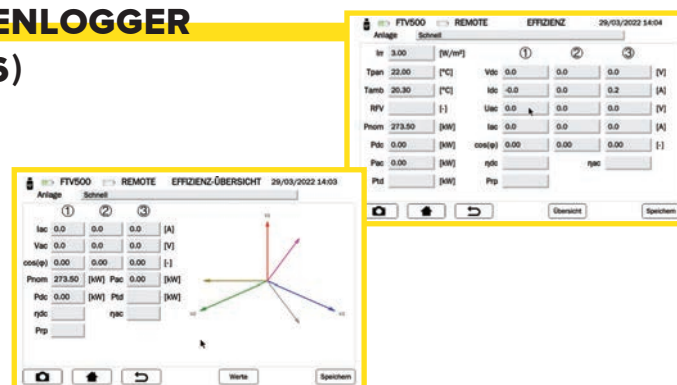 ENLOGGER
S)
FTV500 REMOTE EFFIZIENZ 29/03/2022 14:04
Anlage Schnell
Irr 3.00 [W/m²] ① ② ③
Tpan 22.00 [°C] Vdc 0.0 0.0 0.0 [V]
Tamb 20.30 [°C] Idc -0.0 0.0 0.2 [A]
RFV [-] Uac 0.0 0.0 0.0 [V]
Pnom 273.50 [kW] Iac 0.0 0.0 0.0 [A]
Pdc 0.00 [kW] cos(φ) 0.00 0.00 0.00 [-]
Pac 0.00 [kW] ηdc ηac
Ptd [kW] Prp
Übersicht Speichern
FTV500 REMOTE EFFIZIENZ-ÜBERSICHT 29/03/2022 14:03
Anlage Schnell
① ② ③
Iac 0.0 0.0 0.0 [A]
Vac 0.0 0.0 0.0 [V]
cos(φ) 0.00 0.00 0.00 [-]
Pnom 273.50 [kW] Pac 0.00 [kW]
Pdc 0.00 [kW] Ptd [kW]
ηdc ηac
Prp
Werte Speichern